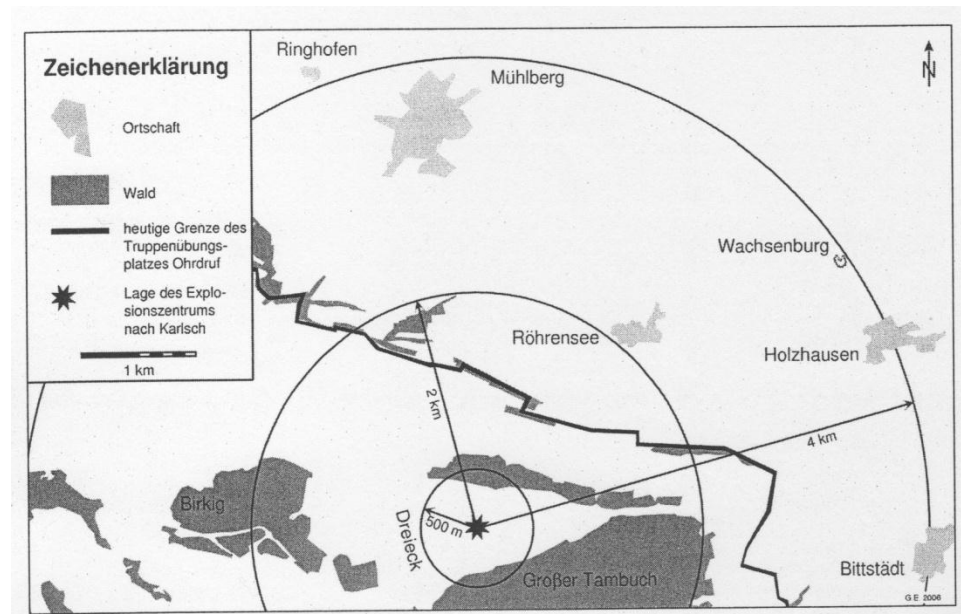 Zeichenerklärung
Ortschaft
Wald
heutige Grenze des
Truppenübungs-
platzes Ohrdruf
Lage des Explo-
sionszentrums
nach Karlsch
1 km
Ringhofen
Mühlberg
N
Wachsenburg
Röhrensee
Holzhausen
2 km
4 km
Birkig
Dreieck
500 m
Großer Tambuch
Bittstädt
G E 2006